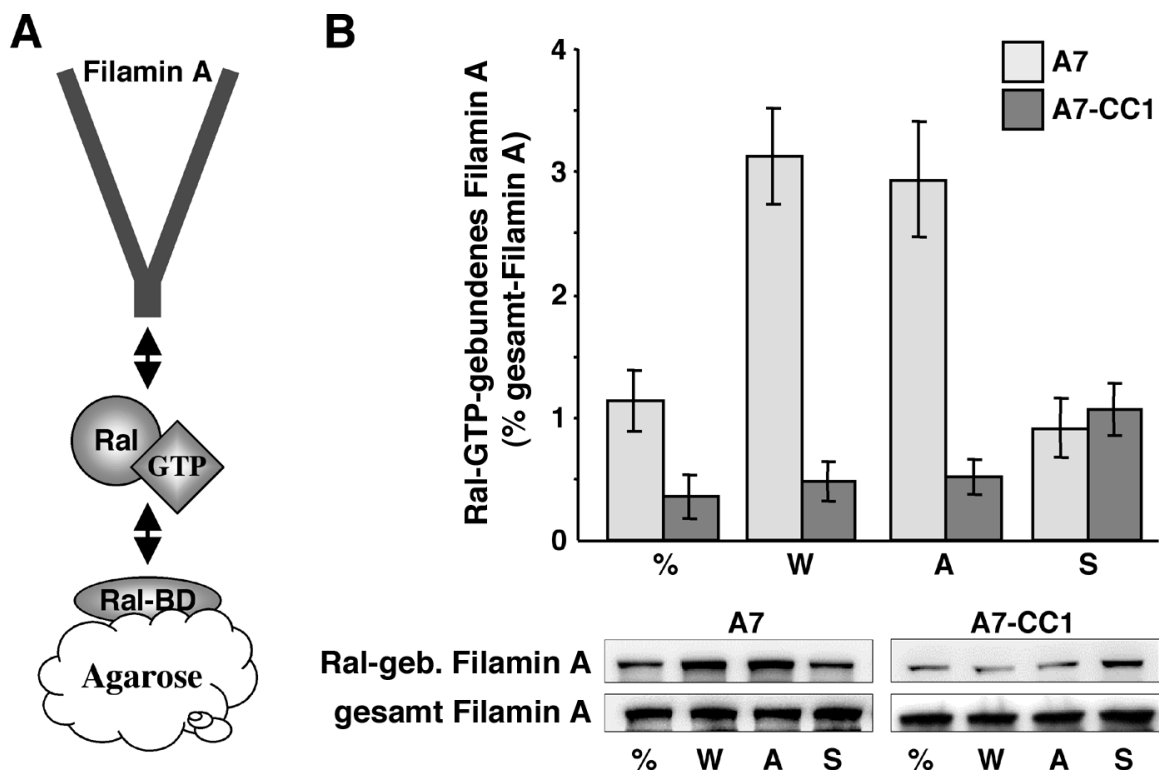 A
Filamin A
Ral
GTP
Ral-BD
Agarose
B
Ral-GTP-gebundenes Filamin A
(% gesamt-Filamin A)
4
3
2
1
0
A7
A7-CC1
% W A S
A7 A7-CC1
Ral-geb. Filamin A
gesamt Filamin A
% W A S % W A S